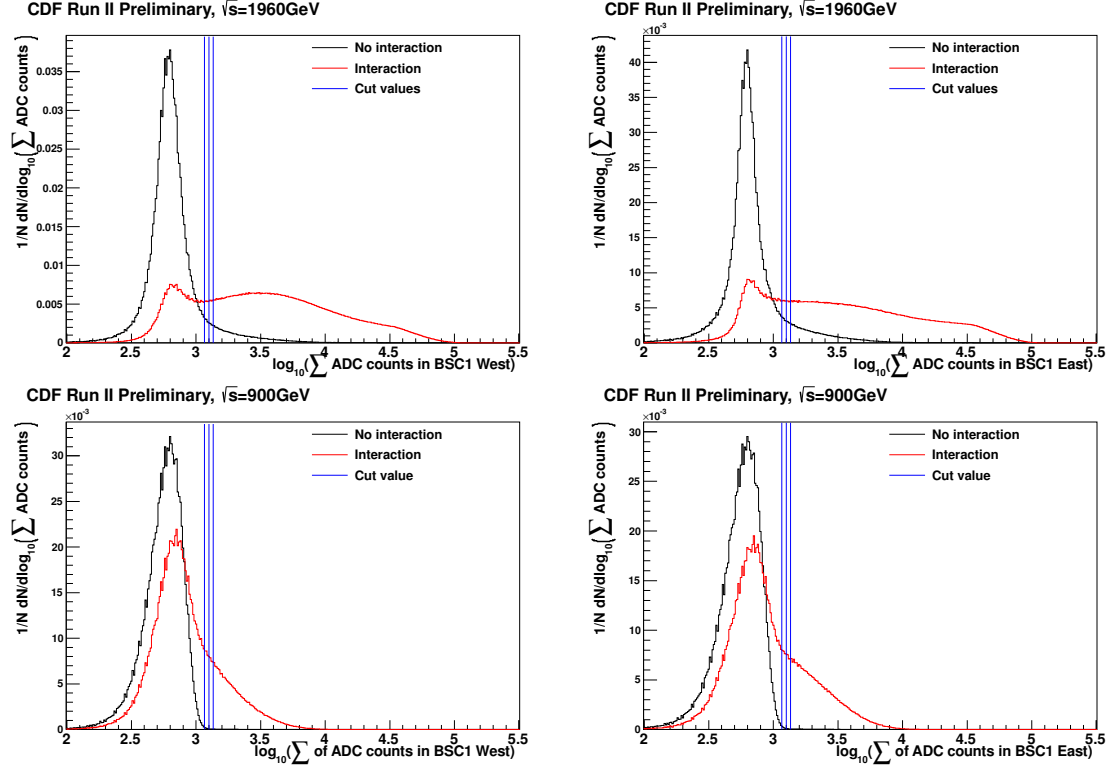 CDF Run II Preliminary, √s=1960GeV
1/N dN/dlog10(∑ ADC counts)
0.035
0.03
0.025
0.02
0.015
0.01
0.005
0
No interaction
Interaction
Cut values
2 2.5 3 3.5 4 4.5 5 5.5
log10(∑ ADC counts in BSC1 West)
CDF Run II Preliminary, √s=1960GeV
×10-3
1/N dN/dlog10(∑ ADC counts)
40
35
30
25
20
15
10
5
0
No interaction
Interaction
Cut values
2 2.5 3 3.5 4 4.5 5 5.5
log10(∑ ADC counts in BSC1 East)
CDF Run II Preliminary, √s=900GeV
×10-3
1/N dN/dlog10(∑ ADC counts)
30
25
20
15
10
5
0
No interaction
Interaction
Cut value
2 2.5 3 3.5 4 4.5 5 5.5
log10(∑ of ADC counts in BSC1 West)
CDF Run II Preliminary, √s=900GeV
×10-3
1/N dN/dlog10(∑ ADC counts)
30
25
20
15
10
5
0
No interaction
Interaction
Cut value
2 2.5 3 3.5 4 4.5 5 5.5
log10(∑ of ADC counts in BSC1 East)